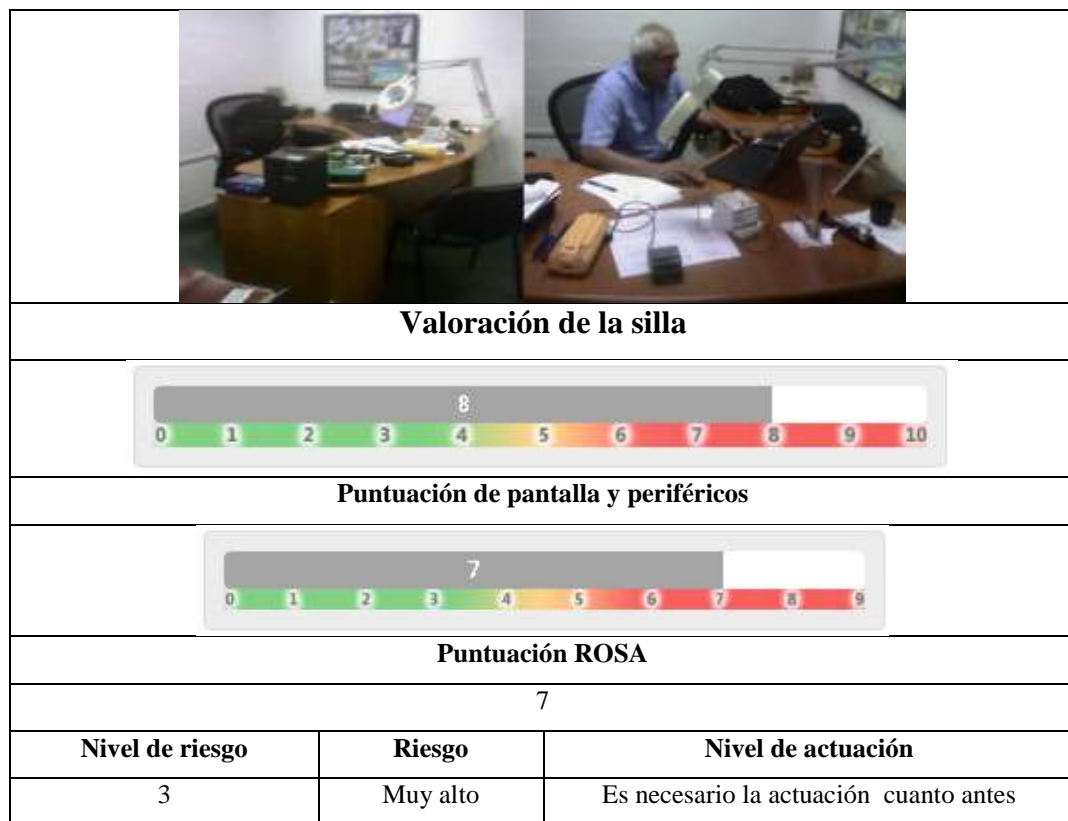 Valoración de la silla
8
0 1 2 3 4 5 6 7 8 9 10
Puntuación de pantalla y periféricos
7
0 1 2 3 4 5 6 7 8 9
Puntuación ROSA
7
Nivel de riesgo Riesgo Nivel de actuación
3 Muy alto Es necesario la actuación cuanto antes